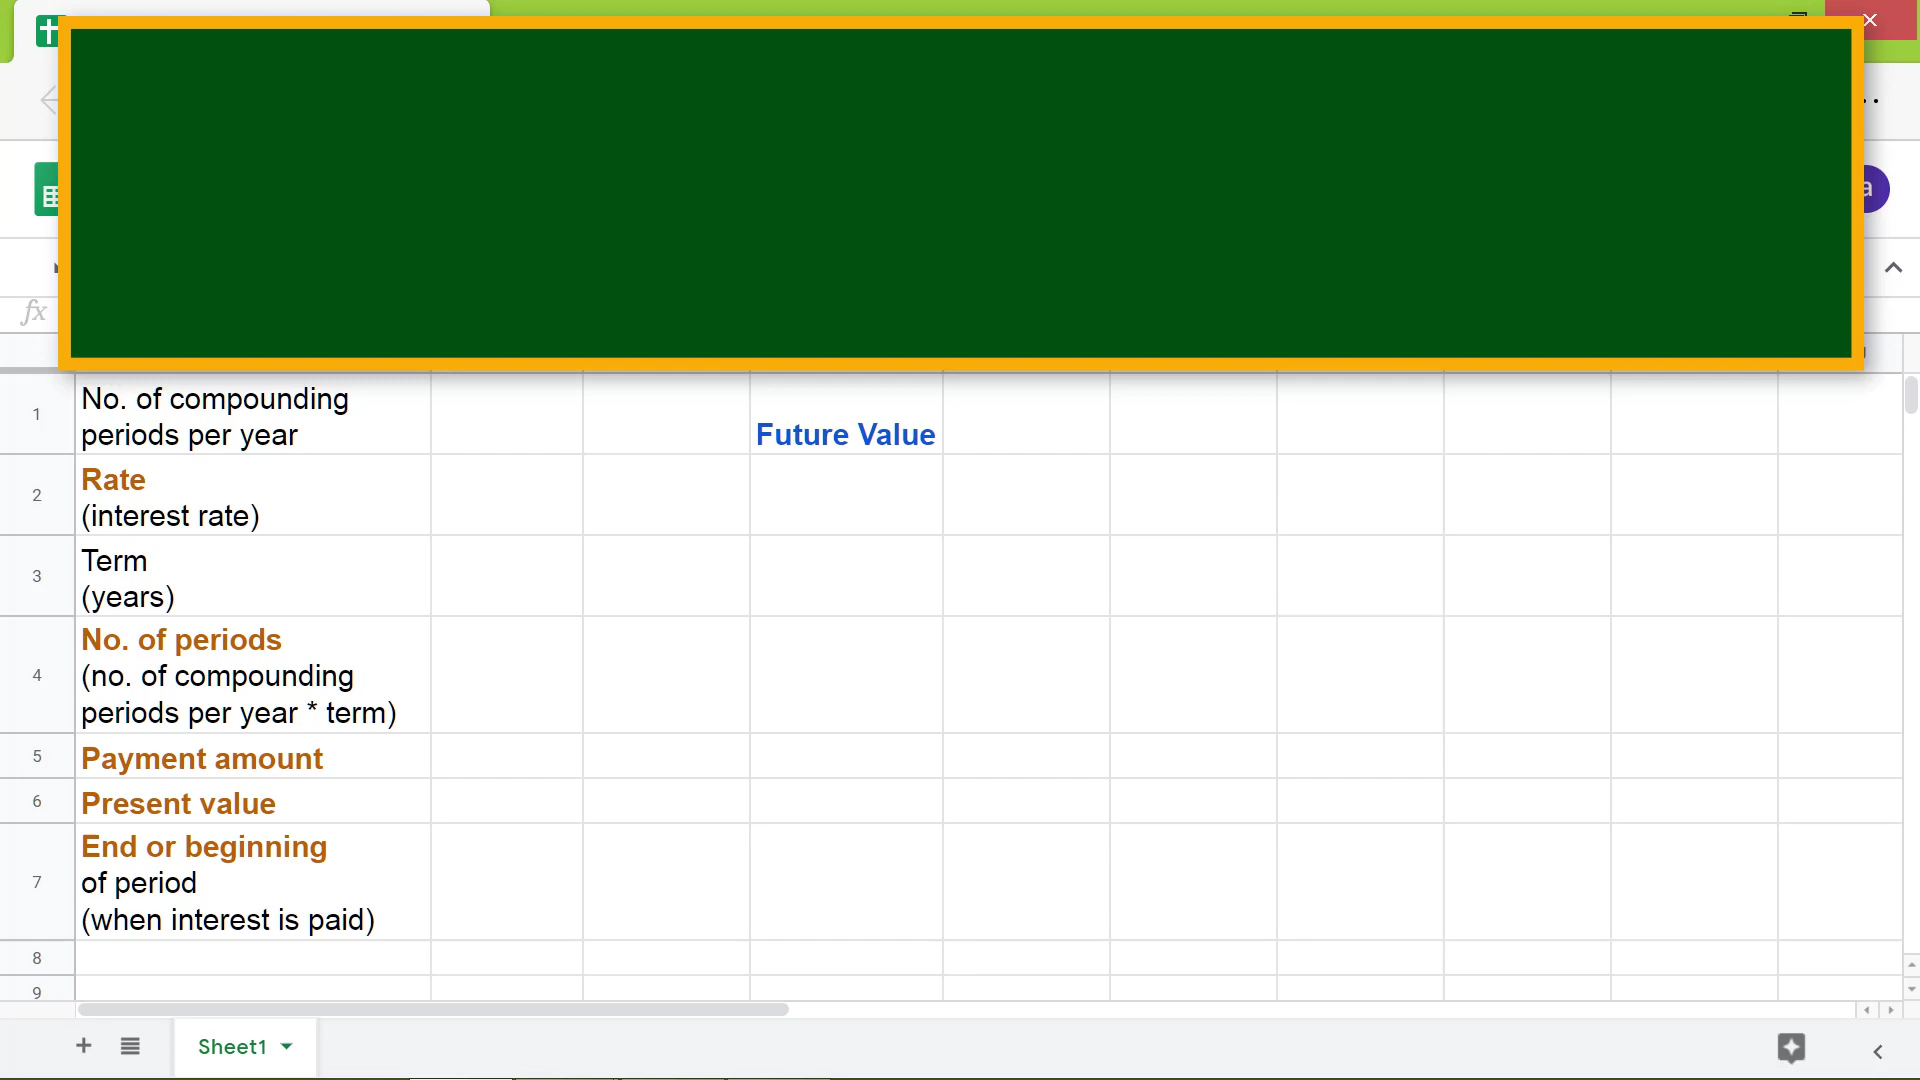 a
fx
1
No. of compounding
periods per year
Future Value
2
Rate
(interest rate)
3
Term
(years)
4
No. of periods
(no. of compounding
periods per year * term)
5
Payment amount
6
Present value
7
End or beginning
of period
(when interest is paid)
8
9
Sheet1